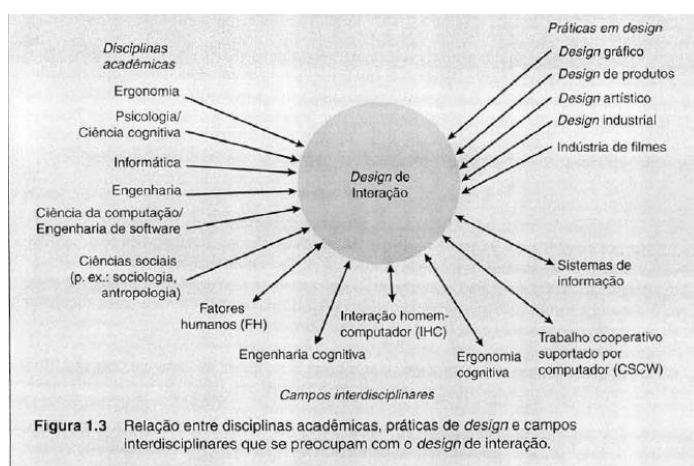 Disciplinas
acadêmicas
Ergonomia
Psicologia/
Ciência cognitiva
Informática
Engenharia
Ciência da computação/
Engenharia de software
Ciências sociais
(p. ex.: sociologia,
antropologia)
Práticas em design
Design gráfico
Design de produtos
Design artístico
Design industrial
Indústria de filmes
Design de
Interação
Fatores
humanos (FH)
Engenharia cognitiva
Interação homem-
computador (IHC)
Ergonomia
cognitiva
Sistemas de
informação
Trabalho cooperativo
suportado por
computador (CSCW)
Campos interdisciplinares
Figura 1.3 Relação entre disciplinas acadêmicas, práticas de design e campos
interdisciplinares que se preocupam com o design de interação.